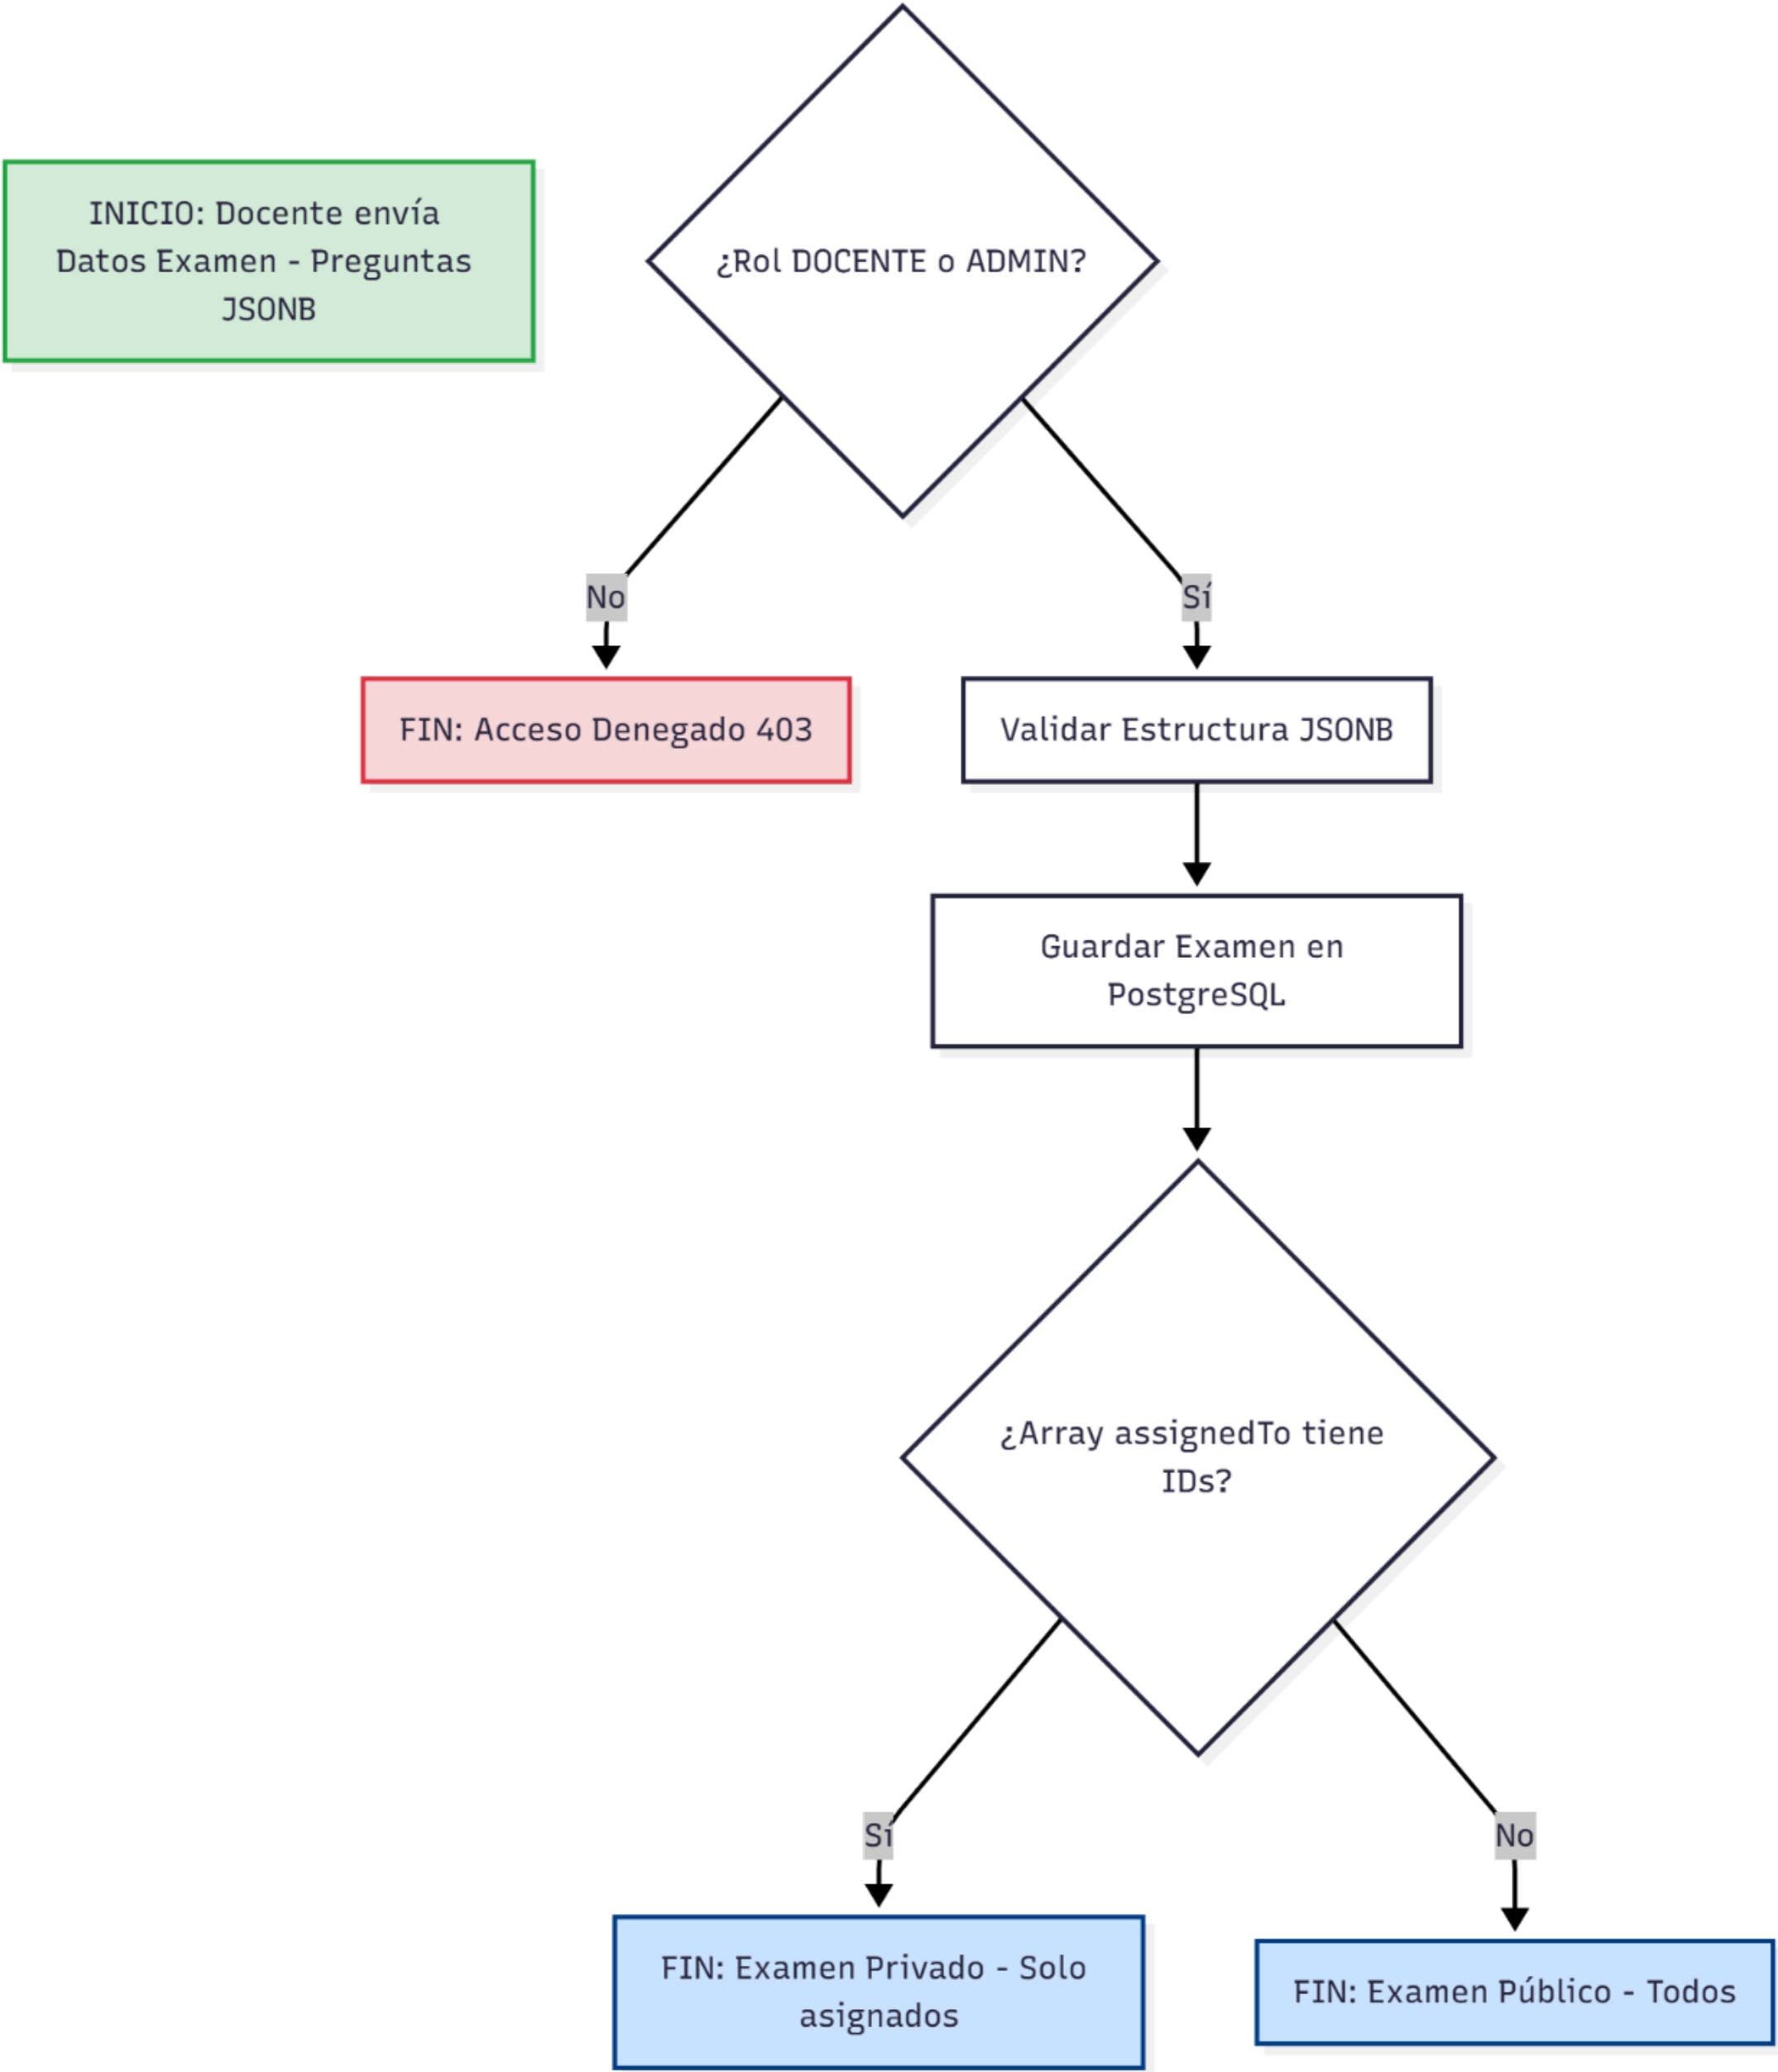 INICIO: Docente envía
Datos Examen - Preguntas
JSONB
¿Rol DOCENTE o ADMIN?
No
Sí
FIN: Acceso Denegado 403
Validar Estructura JSONB
Guardar Examen en
PostgreSQL
¿Array assignedTo tiene
IDs?
Sí
No
FIN: Examen Privado - Solo
asignados
FIN: Examen Público - Todos